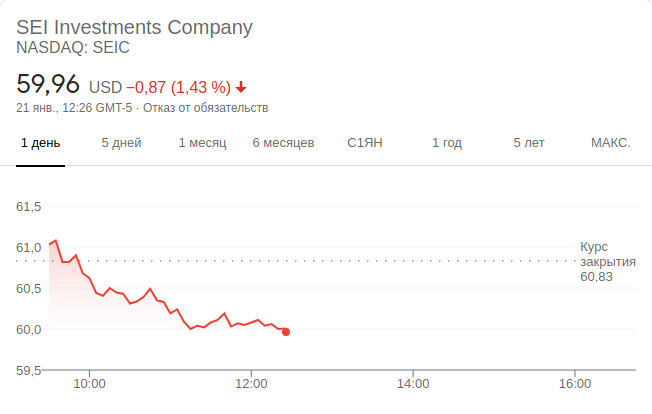 SEI Investments Company
NASDAQ: SEIC
59,96 USD −0,87 (1,43 %)
21 янв., 12:26 GMT-5 · Отказ от обязательств
1 день 5 дней 1 месяц 6 месяцев С1ЯН 1 год 5 лет МАКС.
61,5
61,0
Курс
закрытия
60,83
60,5
60,0
59,5
10:00 12:00 14:00 16:00